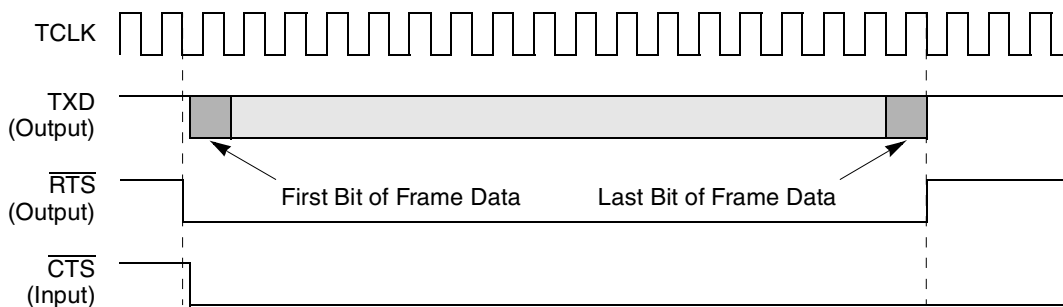 TCLK
TXD
(Output)
First Bit of Frame Data
Last Bit of Frame Data
RTS
(Output)
CTS
(Input)